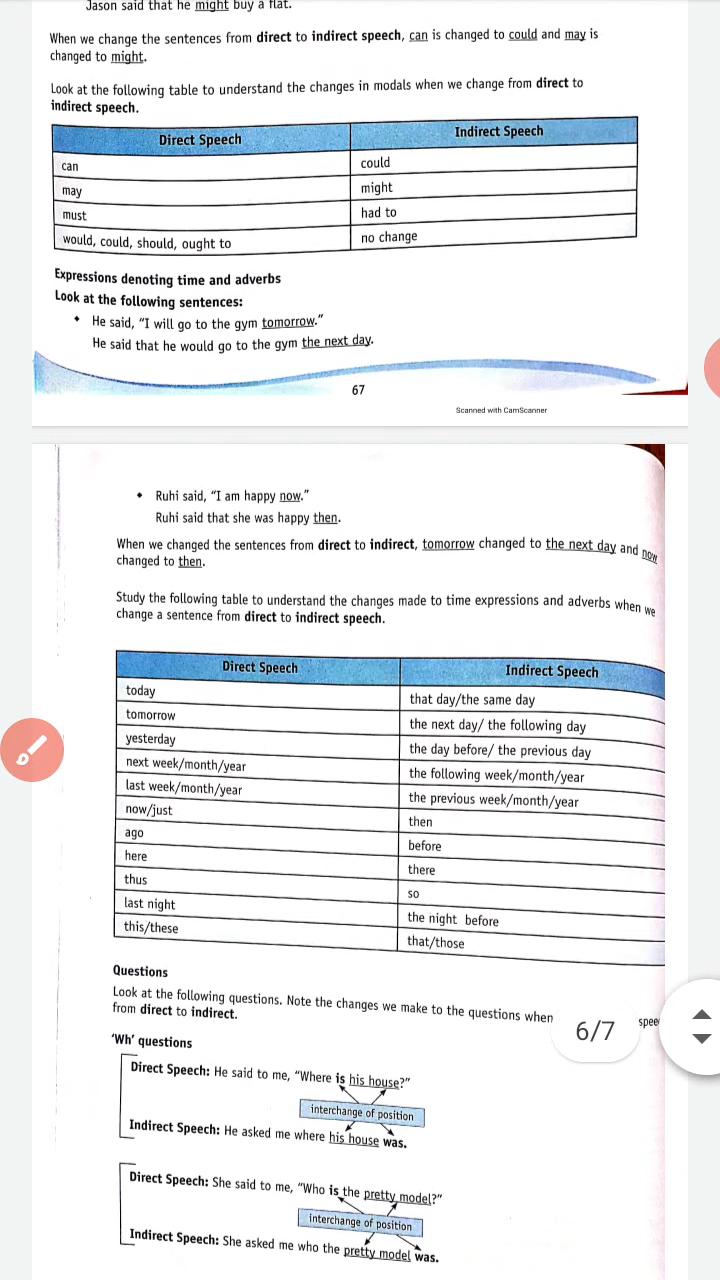 Jason said that he might buy a flat.
When we change the sentences from direct to indirect speech, can is changed to could and may is
changed to might.
Look at the following table to understand the changes in modals when we change from direct to
indirect speech.
Direct Speech Indirect Speech
can could
may might
must had to
would, could, should, ought to no change
Expressions denoting time and adverbs
Look at the following sentences:
• He said, “I will go to the gym tomorrow.”
He said that he would go to the gym the next day.
67
Scanned with CamScanner
• Ruhi said, “I am happy now.”
Ruhi said that she was happy then.
When we changed the sentences from direct to indirect, tomorrow changed to the next day and now
changed to then.
Study the following table to understand the changes made to time expressions and adverbs when we
change a sentence from direct to indirect speech.
Direct Speech Indirect Speech
today that day/the same day
tomorrow the next day/ the following day
yesterday the day before/ the previous day
next week/month/year the following week/month/year
last week/month/year the previous week/month/year
now/just then
ago before
here there
thus so
last night the night before
this/these that/those
Questions
Look at the following questions. Note the changes we make to the questions when
from direct to indirect.
6/7
‘Wh’ questions
Direct Speech: He said to me, “Where is his house?”
interchange of position
Indirect Speech: He asked me where his house was.
Direct Speech: She said to me, “Who is the pretty model?”
interchange of position
Indirect Speech: She asked me who the pretty model was.